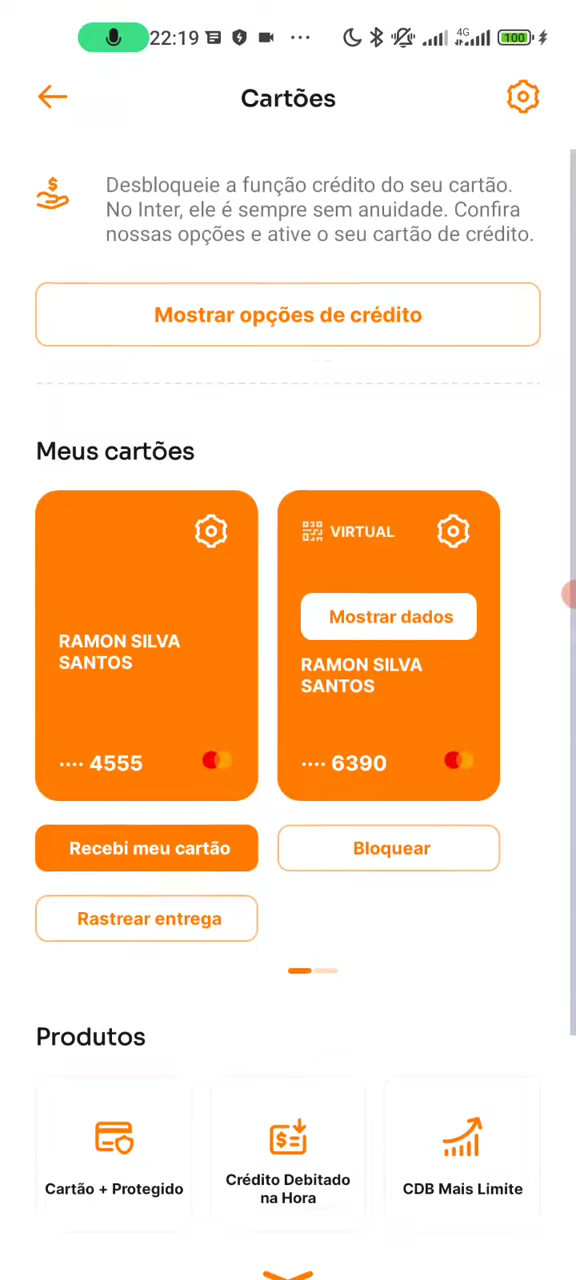 22:19
4G
100
Cartões
Desbloqueie a função crédito do seu cartão.
No Inter, ele é sempre sem anuidade. Confira
nossas opções e ative o seu cartão de crédito.
Mostrar opções de crédito
Meus cartões
RAMON SILVA
SANTOS
•••• 4555
VIRTUAL
Mostrar dados
RAMON SILVA
SANTOS
•••• 6390
Recebi meu cartão
Bloquear
Rastrear entrega
Produtos
Cartão + Protegido
Crédito Debitado
na Hora
CDB Mais Limite